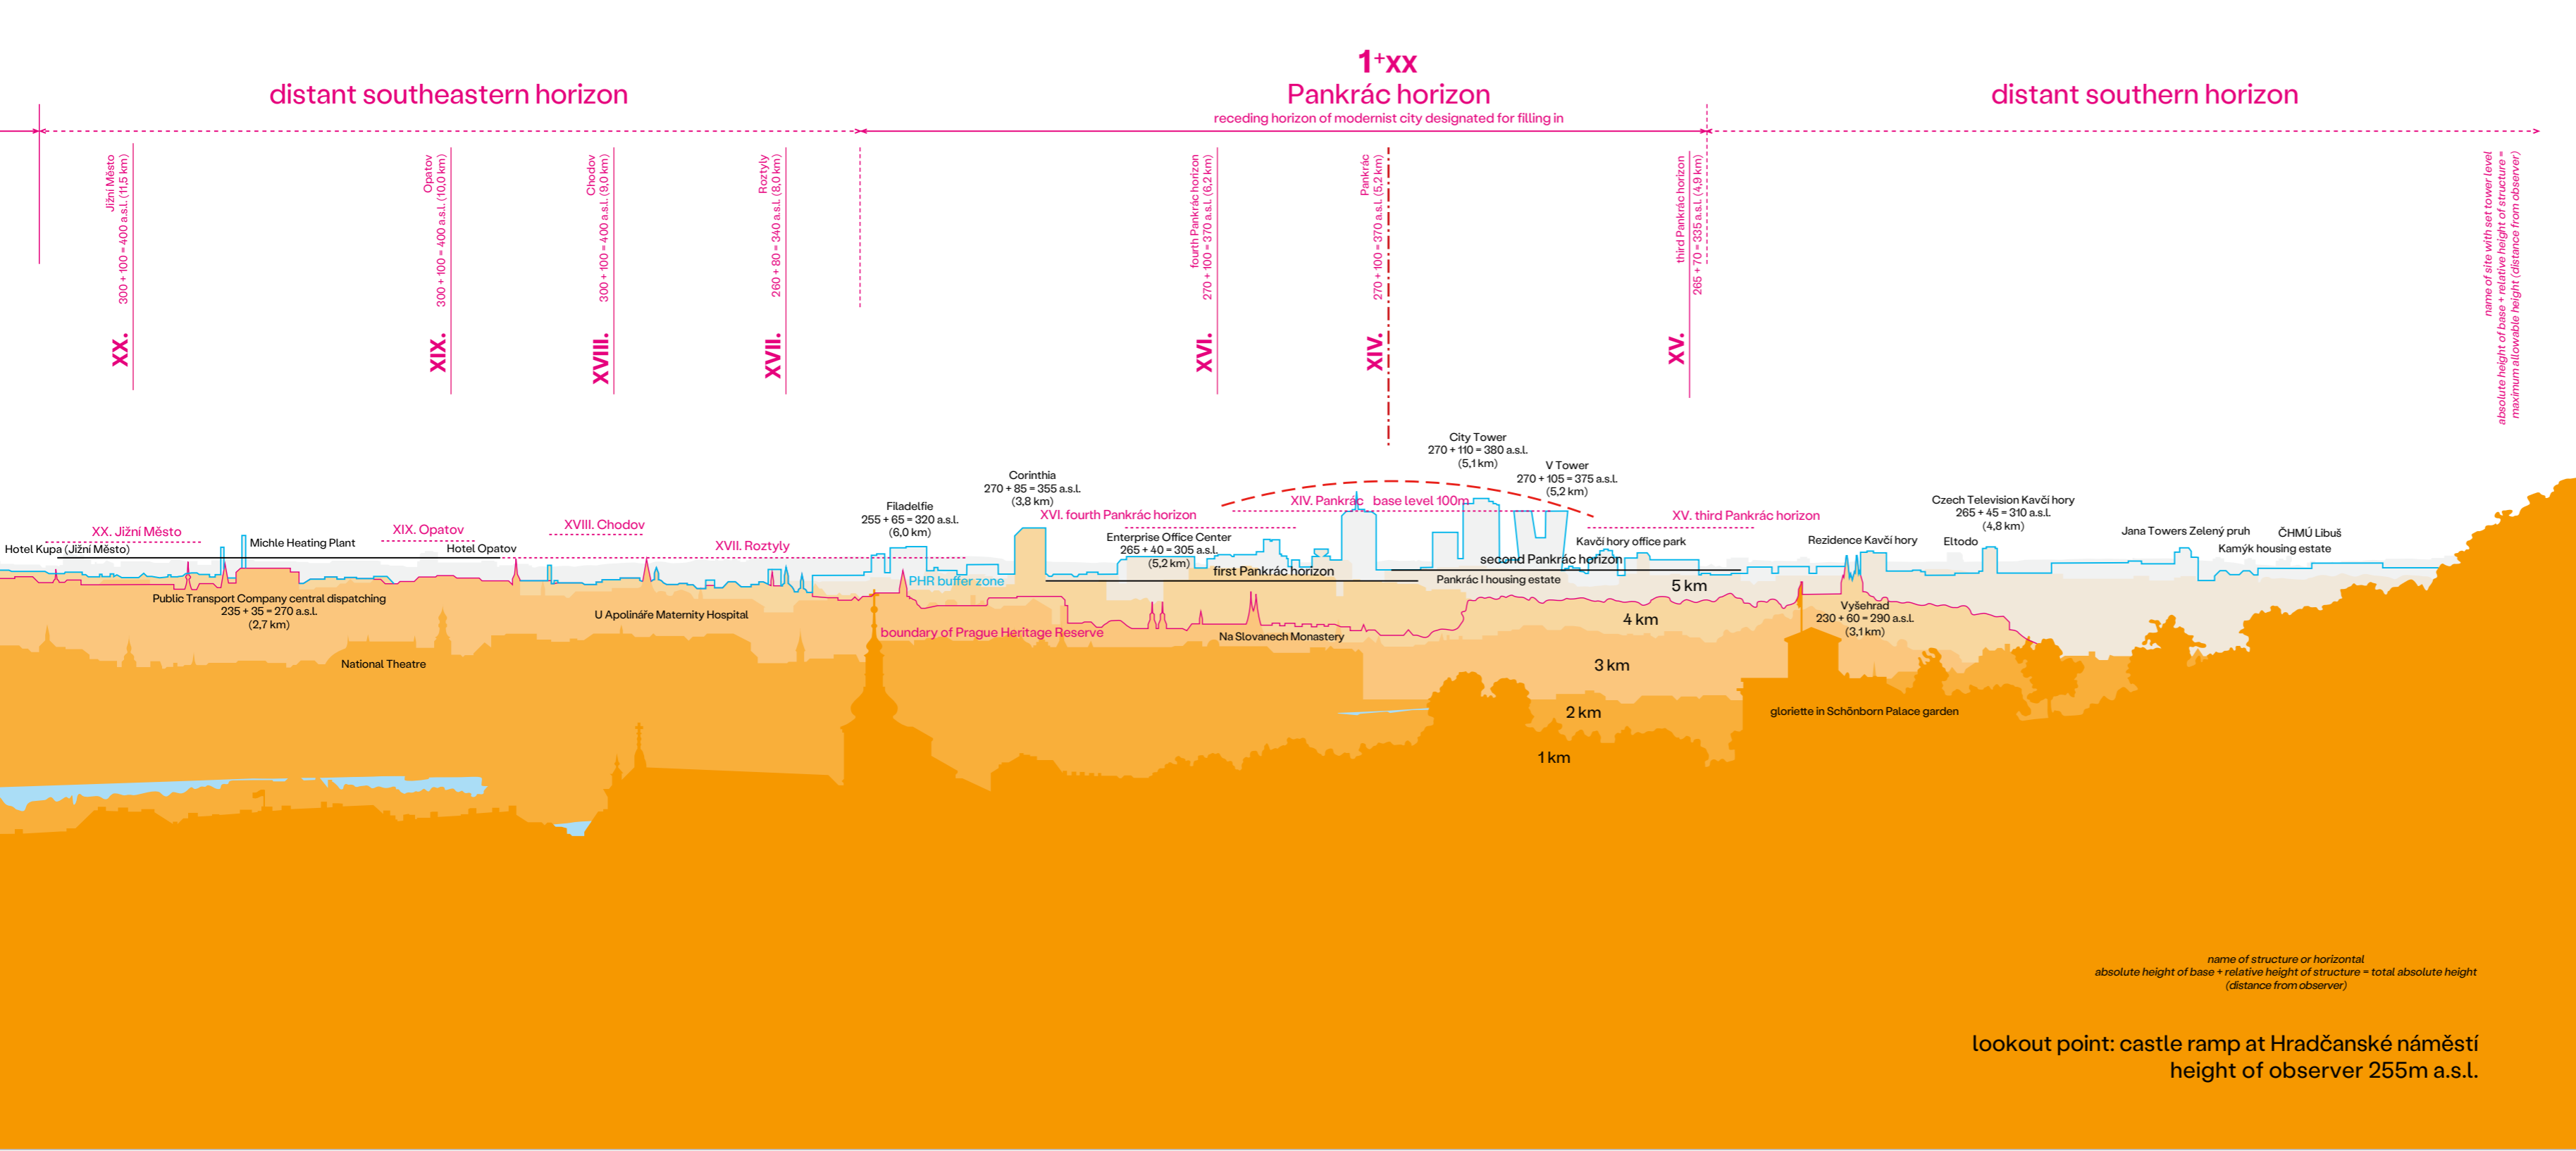 1⁺xx
distant southeastern horizon
Pankrác horizon
distant southern horizon
receding horizon of modernist city designated for filling in
Jižní Město
300 + 100 = 400 a.s.l. (11,5 km)
XX.
Opatov
300 + 100 = 400 a.s.l. (10,0 km)
XIX.
Chodov
300 + 100 = 400 a.s.l. (9,0 km)
XVIII.
Roztyly
260 + 80 = 340 a.s.l. (8,0 km)
XVII.
fourth Pankrác horizon
270 + 100 = 370 a.s.l. (6,2 km)
XVI.
Pankrác
270 + 100 = 370 a.s.l. (5,2 km)
XIV.
third Pankrác horizon
265 + 70 = 335 a.s.l. (4,9 km)
XV.
name of site with set tower level
absolute height of base + relative height of structure =
maximum allowable height (distance from observer)
City Tower
270 + 110 = 380 a.s.l.
(5,1 km)
V Tower
270 + 105 = 375 a.s.l.
(5,2 km)
Corinthia
270 + 85 = 355 a.s.l.
(3,8 km)
Filadelfie
255 + 65 = 320 a.s.l.
(6,0 km)
XIV. Pankrác base level 100m
XVI. fourth Pankrác horizon
XV. third Pankrác horizon
Czech Television Kavčí hory
265 + 45 = 310 a.s.l.
(4,8 km)
XX. Jižní Město
XIX. Opatov
XVIII. Chodov
XVII. Roztyly
Hotel Kupa (Jižní Město)
Michle Heating Plant
Hotel Opatov
Enterprise Office Center
265 + 40 = 305 a.s.l.
(5,2 km)
Kavčí hory office park
Rezidence Kavčí hory
Eltodo
Jana Towers Zelený pruh
ČHMÚ Libuš
Kamýk housing estate
second Pankrác horizon
first Pankrác horizon
Pankrác I housing estate
PHR buffer zone
5 km
Public Transport Company central dispatching
235 + 35 = 270 a.s.l.
(2,7 km)
U Apolináře Maternity Hospital
Vyšehrad
230 + 60 = 290 a.s.l.
(3,1 km)
4 km
boundary of Prague Heritage Reserve
Na Slovanech Monastery
National Theatre
3 km
2 km
gloriette in Schönborn Palace garden
1 km
name of structure or horizontal
absolute height of base + relative height of structure = total absolute height
(distance from observer)
lookout point: castle ramp at Hradčanské náměstí
height of observer 255m a.s.l.